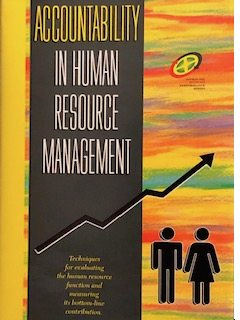 ACCOUNTABILITY
IN HUMAN
RESOURCE
MANAGEMENT
Techniques
for evaluating
the human resource
function and
measuring
its bottom-line
contribution.